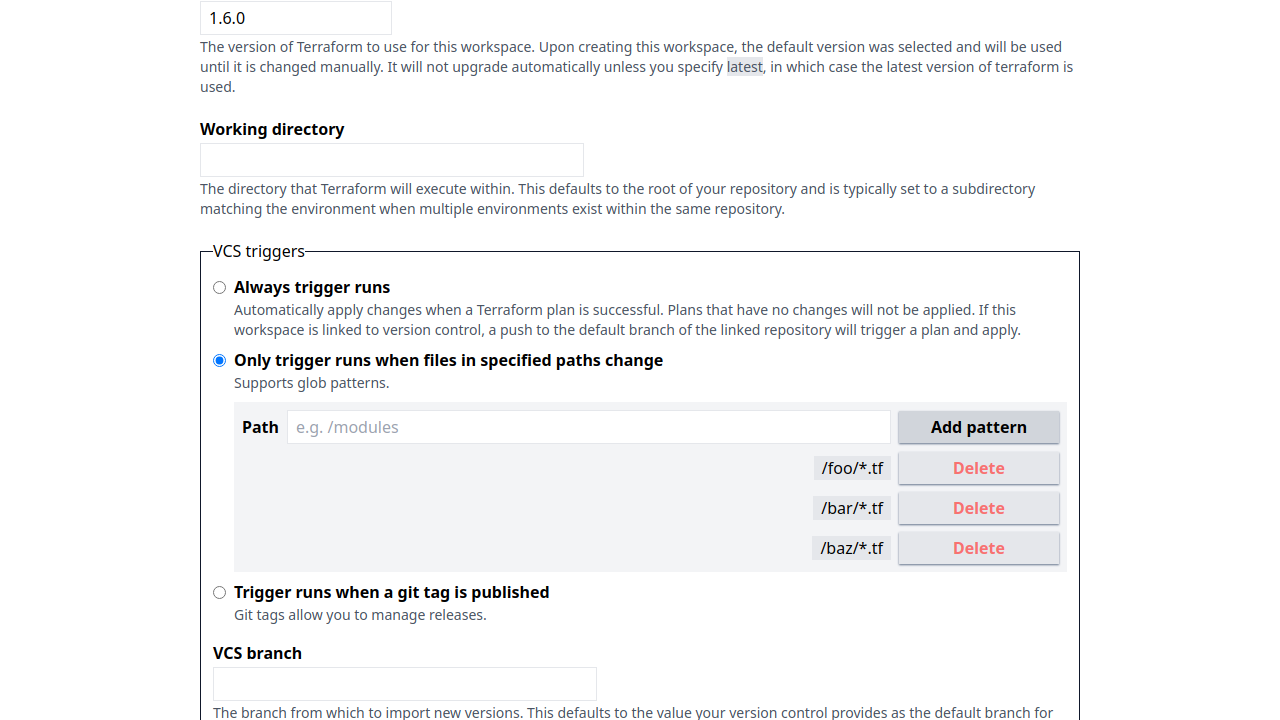 1.6.0
The version of Terraform to use for this workspace. Upon creating this workspace, the default version was selected and will be used
until it is changed manually. It will not upgrade automatically unless you specify latest, in which case the latest version of terraform is
used.
Working directory
The directory that Terraform will execute within. This defaults to the root of your repository and is typically set to a subdirectory
matching the environment when multiple environments exist within the same repository.
VCS triggers
Always trigger runs
Automatically apply changes when a Terraform plan is successful. Plans that have no changes will not be applied. If this
workspace is linked to version control, a push to the default branch of the linked repository will trigger a plan and apply.
Only trigger runs when files in specified paths change
Supports glob patterns.
Path e.g. /modules Add pattern
/foo/*.tf Delete
/bar/*.tf Delete
/baz/*.tf Delete
Trigger runs when a git tag is published
Git tags allow you to manage releases.
VCS branch
The branch from which to import new versions. This defaults to the value your version control provides as the default branch for